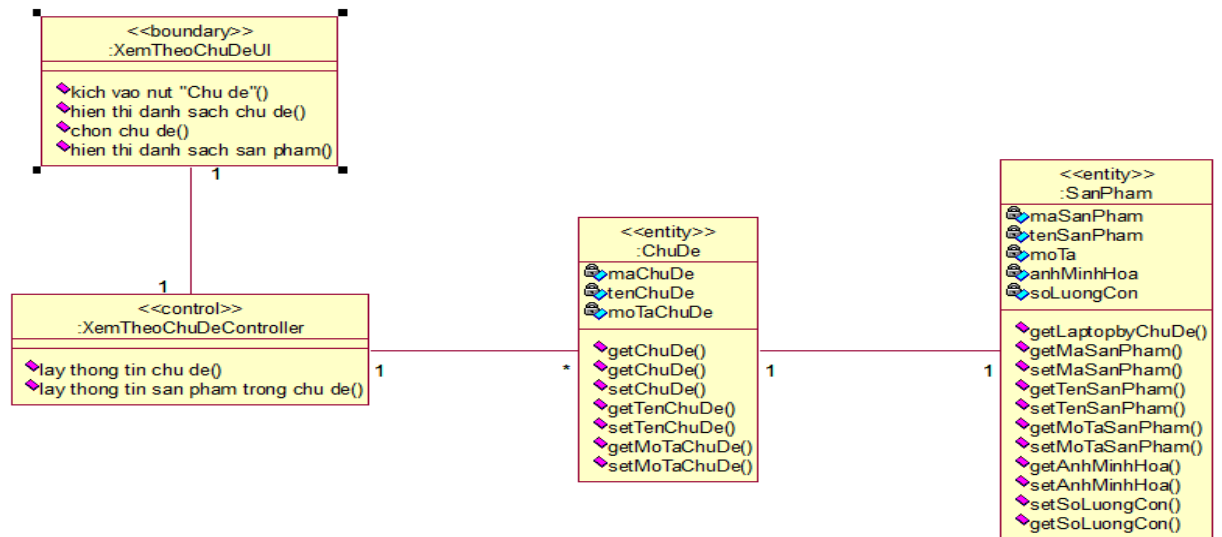 <<boundary>>
:XemTheoChuDeUI
kich vao nut "Chu de"()
hien thi danh sach chu de()
chon chu de()
hien thi danh sach san pham()
1
1
<<control>>
:XemTheoChuDeController
lay thong tin chu de()
lay thong tin san pham trong chu de()
1
*
<<entity>>
:ChuDe
maChuDe
tenChuDe
moTaChuDe
getChuDe()
getChuDe()
setChuDe()
getTenChuDe()
setTenChuDe()
getMoTaChuDe()
setMoTaChuDe()
1
1
<<entity>>
:SanPham
maSanPham
tenSanPham
moTa
anhMinhHoa
soLuongCon
getLaptopbyChuDe()
getMaSanPham()
setMaSanPham()
getTenSanPham()
setTenSanPham()
getMoTaSanPham()
setMoTaSanPham()
getAnhMinhHoa()
setAnhMinhHoa()
setSoLuongCon()
getSoLuongCon()